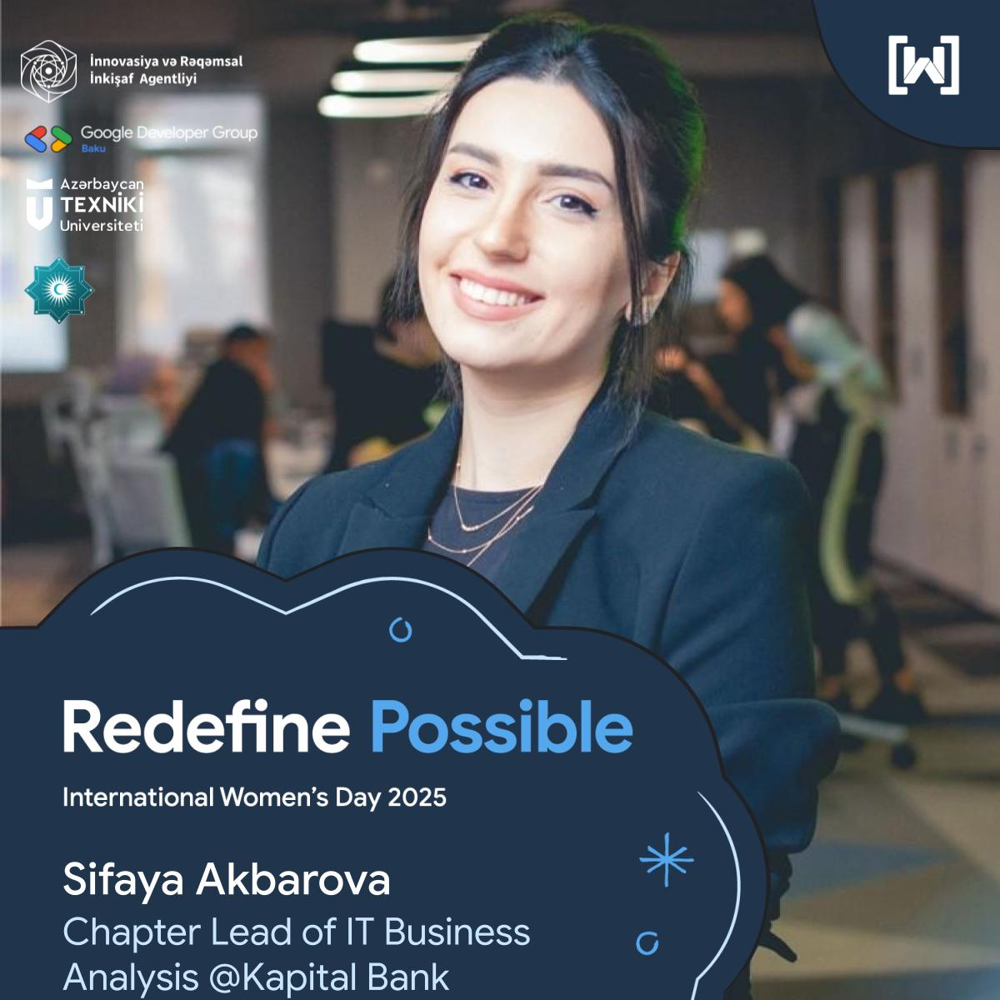 İnnovasiya və Rəqəmsal
İnkişaf Agentliyi
Google Developer Group
Baku
Azərbaycan
TEXNİKİ
Universiteti
[W]
Redefine Possible
International Women’s Day 2025
Sifaya Akbarova
Chapter Lead of IT Business
Analysis @Kapital Bank